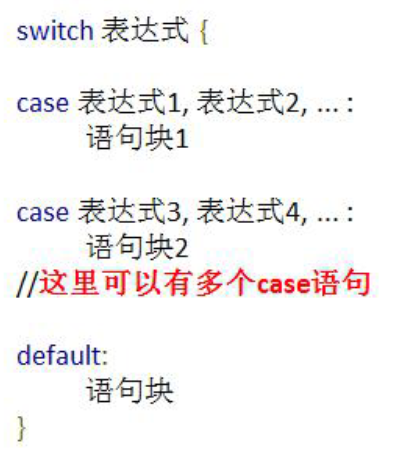 switch 表达式 {
case 表达式1, 表达式2, ... :
语句块1
case 表达式3, 表达式4, ... :
语句块2
//这里可以有多个case语句
default:
语句块
}